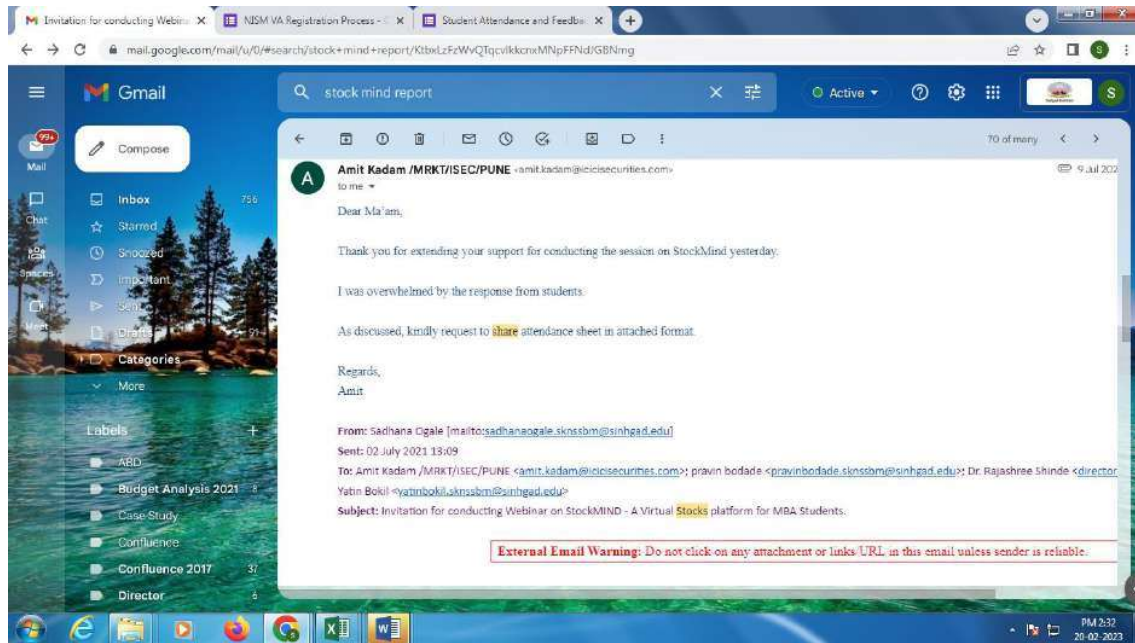 Invitation for conducting Webin
NISM VA Registration Process -
Student Attendance and Feedba
mail.google.com/mail/u/0/#search/stock+mind+report/
Gmail
stock mind report
Active
S
99+
Mail
Compose
70 of many
Amit Kadam /MRKT/ISEC/PUNE <amit.kadam@icicisecurities.com>
9 Jul 202
A
to me
Chat
Inbox 756
Starred
Dear Ma'am,
Spaces
Snoozed
Important
Thank you for extending your support for conducting the session on StockMind yesterday.
Meet
Sent
I was overwhelmed by the response from students.
Drafts 91
As discussed, kindly request to share attendance sheet in attached format.
Categories
More
Regards,
Amit
Labels
From: Sadhana Ogale [mailto:sadhanaogale.sknssbm@sinhgad.edu]
ABD
Sent: 02 July 2021 13:09
Budget Analysis 2021 8
To: Amit Kadam /MRKT/ISEC/PUNE <amit.kadam@icicisecurities.com>; pravin bodade <pravinbodade.sknssbm@sinhgad.edu>; Dr. Rajashree Shinde <director
Yatin Bokil <yatinbokil.sknssbm@sinhgad.edu>
Case Study
Subject: Invitation for conducting Webinar on StockMIND - A Virtual Stocks platform for MBA Students.
Confluence
External Email Warning: Do not click on any attachment or links/URL in this email unless sender is reliable.
Confluence 2017 37
Director 6
PM 2:32
20-02-2023